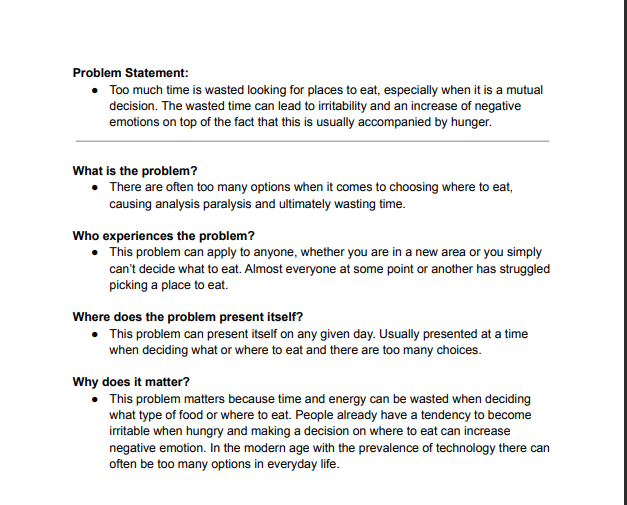 Problem Statement:
● Too much time is wasted looking for places to eat, especially when it is a mutual
decision. The wasted time can lead to irritability and an increase of negative
emotions on top of the fact that this is usually accompanied by hunger.
What is the problem?
● There are often too many options when it comes to choosing where to eat,
causing analysis paralysis and ultimately wasting time.
Who experiences the problem?
● This problem can apply to anyone, whether you are in a new area or you simply
can't decide what to eat. Almost everyone at some point or another has struggled
picking a place to eat.
Where does the problem present itself?
● This problem can present itself on any given day. Usually presented at a time
when deciding what or where to eat and there are too many choices.
Why does it matter?
● This problem matters because time and energy can be wasted when deciding
what type of food or where to eat. People already have a tendency to become
irritable when hungry and making a decision on where to eat can increase
negative emotion. In the modern age with the prevalence of technology there can
often be too many options in everyday life.